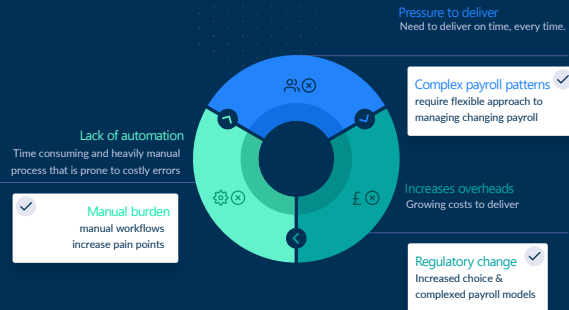 Pressure to deliver
Need to deliver on time, every time.
Complex payroll patterns
require flexible approach to
managing changing payroll
Lack of automation
Time consuming and heavily manual
process that is prone to costly errors
Manual burden
manual workflows
increase pain points
£
Increases overheads
Growing costs to deliver
Regulatory change
Increased choice &
complexed payroll models